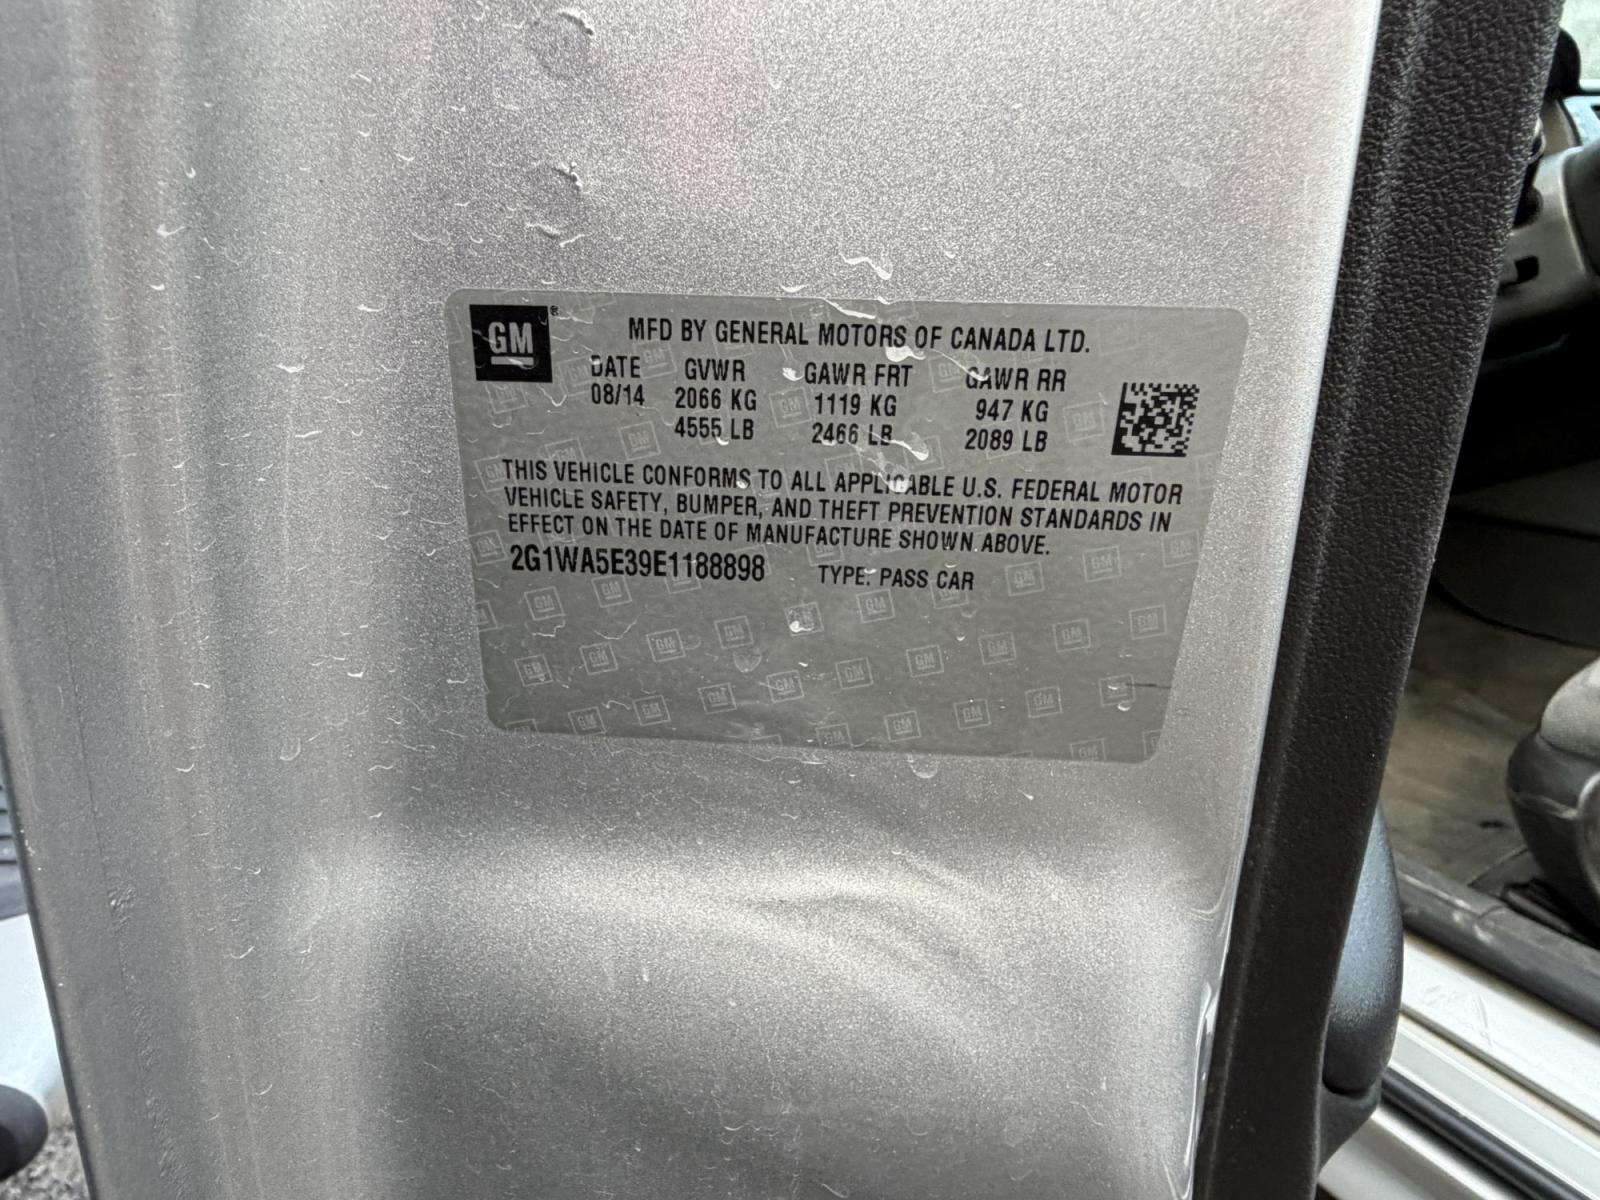 GM
MFD BY GENERAL MOTORS OF CANADA LTD.
DATE GVWR GAWR FRT GAWR RR
08/14 2066 KG 1119 KG 947 KG
4555 LB 2466 LB 2089 LB
THIS VEHICLE CONFORMS TO ALL APPLICABLE U.S. FEDERAL MOTOR
VEHICLE SAFETY, BUMPER, AND THEFT PREVENTION STANDARDS IN
EFFECT ON THE DATE OF MANUFACTURE SHOWN ABOVE.
2G1WA5E39E1188898 TYPE: PASS CAR